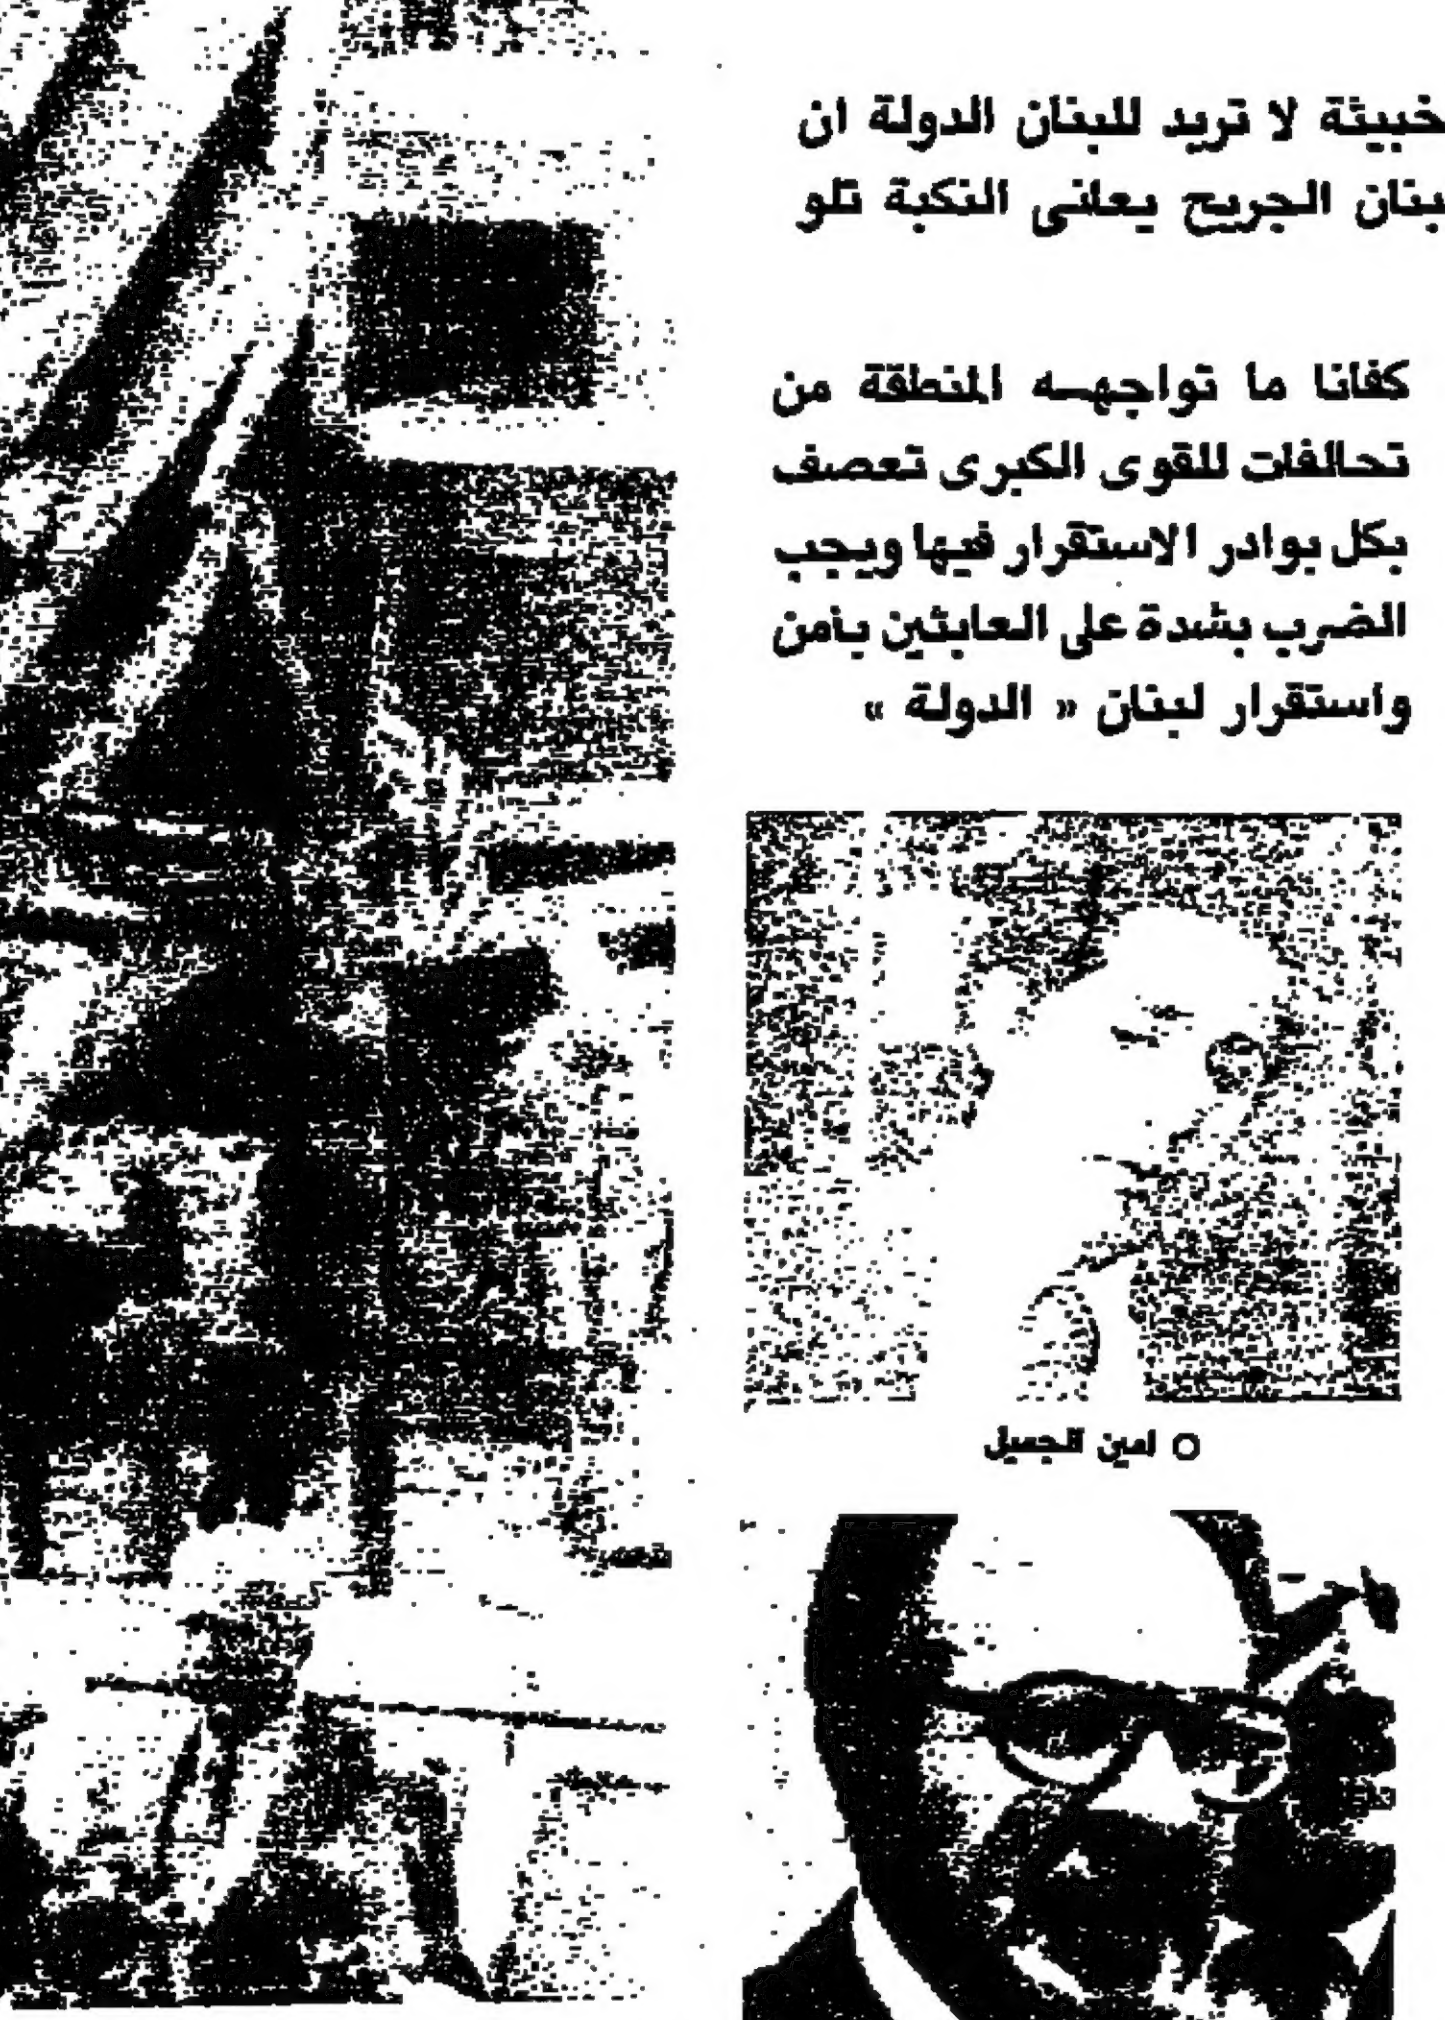 خبيثة لا تريد للبنان الدولة ان
لبنان الجريح يعانى النكبة تلو
كفانا ما تواجهه المنطقة من
تحالفات للقوى الكبرى تعصف
بكل بوادر الاستقرار فيها ويجب
الضرب بشدة على العابثين بأمن
واستقرار لبنان « الدولة »
○ امين الجميل